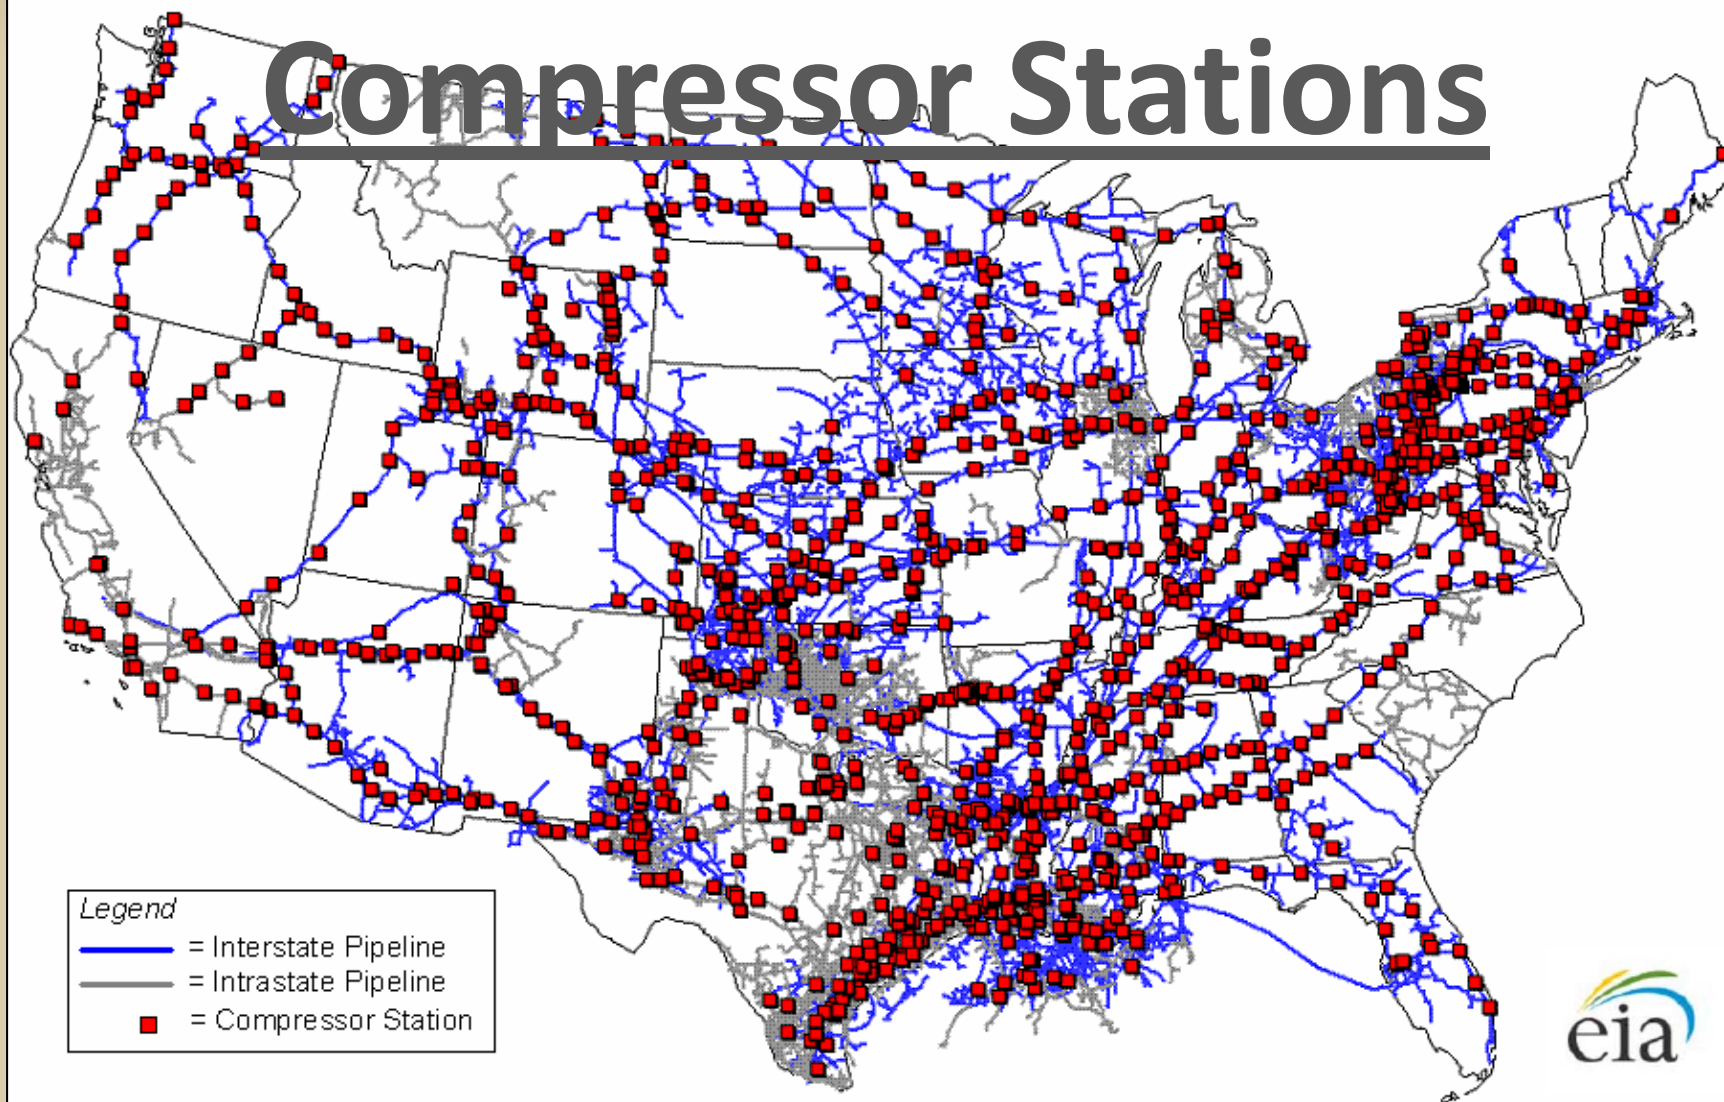 Compressor Stations
Legend
= Interstate Pipeline
= Intrastate Pipeline
= Compressor Station
eia